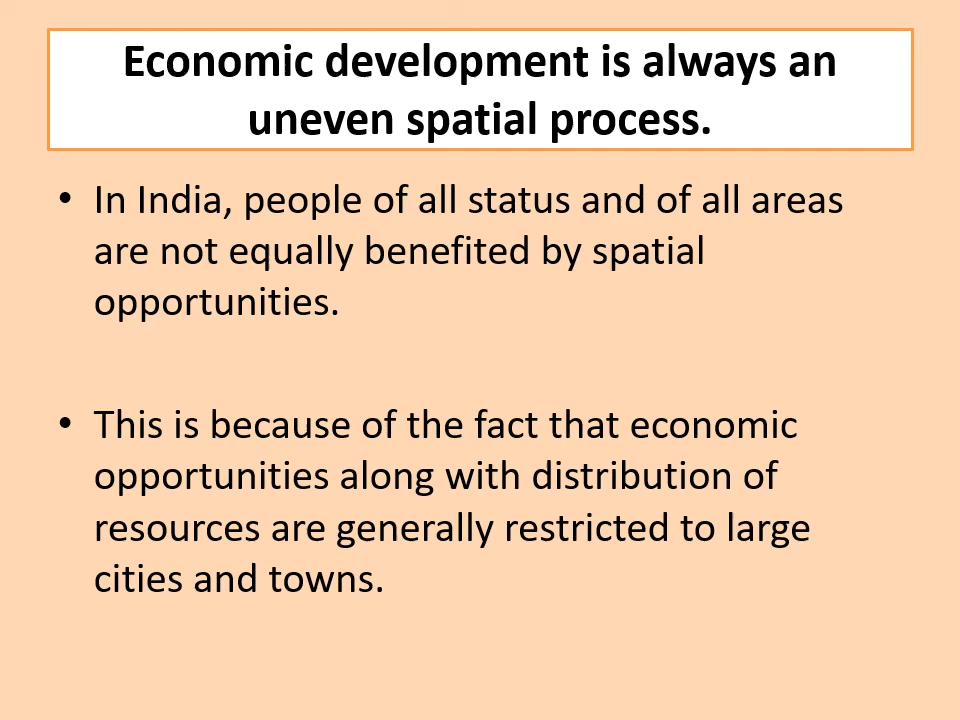 Economic development is always an
uneven spatial process.
• In India, people of all status and of all areas
are not equally benefited by spatial
opportunities.
• This is because of the fact that economic
opportunities along with distribution of
resources are generally restricted to large
cities and towns.